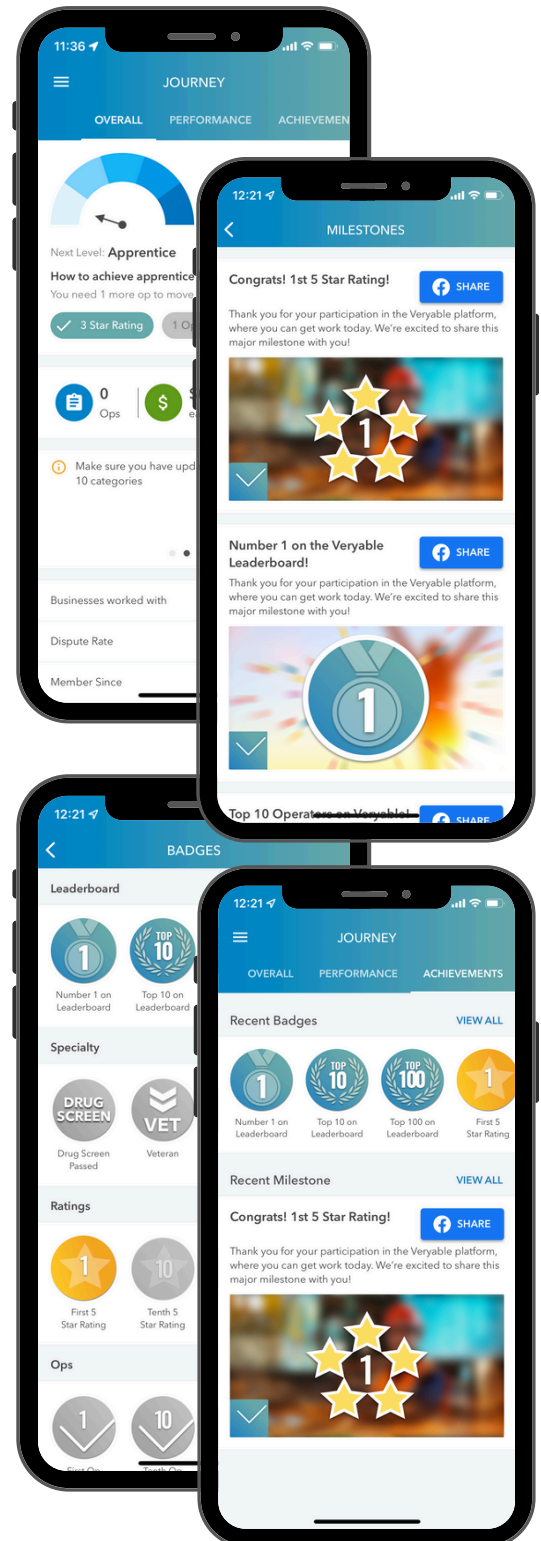 11:36
JOURNEY
OVERALL PERFORMANCE ACHIEVEMEN
Next Level: Apprentice
How to achieve apprentice
You need 1 more op to move
3 Star Rating
0
Ops
$
Make sure you have upd
10 categories
Businesses worked with
Dispute Rate
Member Since
12:21
MILESTONES
Congrats! 1st 5 Star Rating!
SHARE
Thank you for your participation in the Veryable platform,
where you can get work today. We're excited to share this
major milestone with you!
1
Number 1 on the Veryable
Leaderboard!
SHARE
Thank you for your participation in the Veryable platform,
where you can get work today. We're excited to share this
major milestone with you!
1
Top 10 Operators on Veryable!
SHARE
12:21
BADGES
Leaderboard
1
TOP
10
Number 1 on
Leaderboard
Top 10 on
Leaderboard
Specialty
DRUG
SCREEN
VET
Drug Screen
Passed
Veteran
Ratings
1
10
First 5
Star Rating
Tenth 5
Star Rating
Ops
1
10
First Op
Tenth Op
12:21
JOURNEY
OVERALL PERFORMANCE ACHIEVEMENTS
Recent Badges VIEW ALL
1
TOP
10
TOP
100
1
Number 1 on
Leaderboard
Top 10 on
Leaderboard
Top 100 on
Leaderboard
First 5
Star Rating
Recent Milestone VIEW ALL
Congrats! 1st 5 Star Rating!
SHARE
Thank you for your participation in the Veryable platform,
where you can get work today. We're excited to share this
major milestone with you!
1